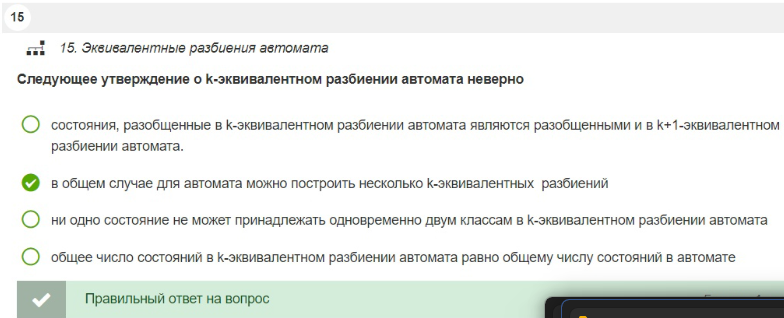 15
15. Эквивалентные разбиения автомата
Следующее утверждение о k-эквивалентном разбиении автомата неверно
состояния, разобщенные в k-эквивалентном разбиении автомата являются разобщенными и в k+1-эквивалентном
разбиении автомата.
в общем случае для автомата можно построить несколько k-эквивалентных разбиений
ни одно состояние не может принадлежать одновременно двум классам в k-эквивалентном разбиении автомата
общее число состояний в k-эквивалентном разбиении автомата равно общему числу состояний в автомате
Правильный ответ на вопрос